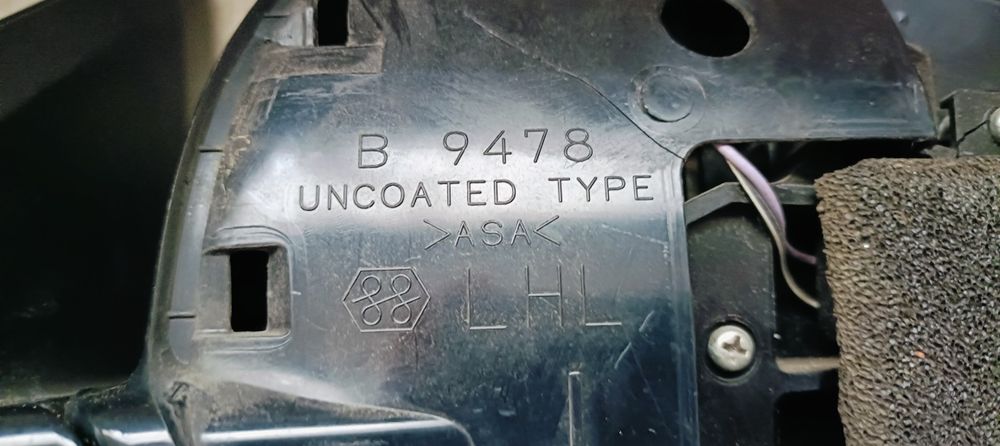 B 9478
UNCOATED TYPE
>ASA<
LHL